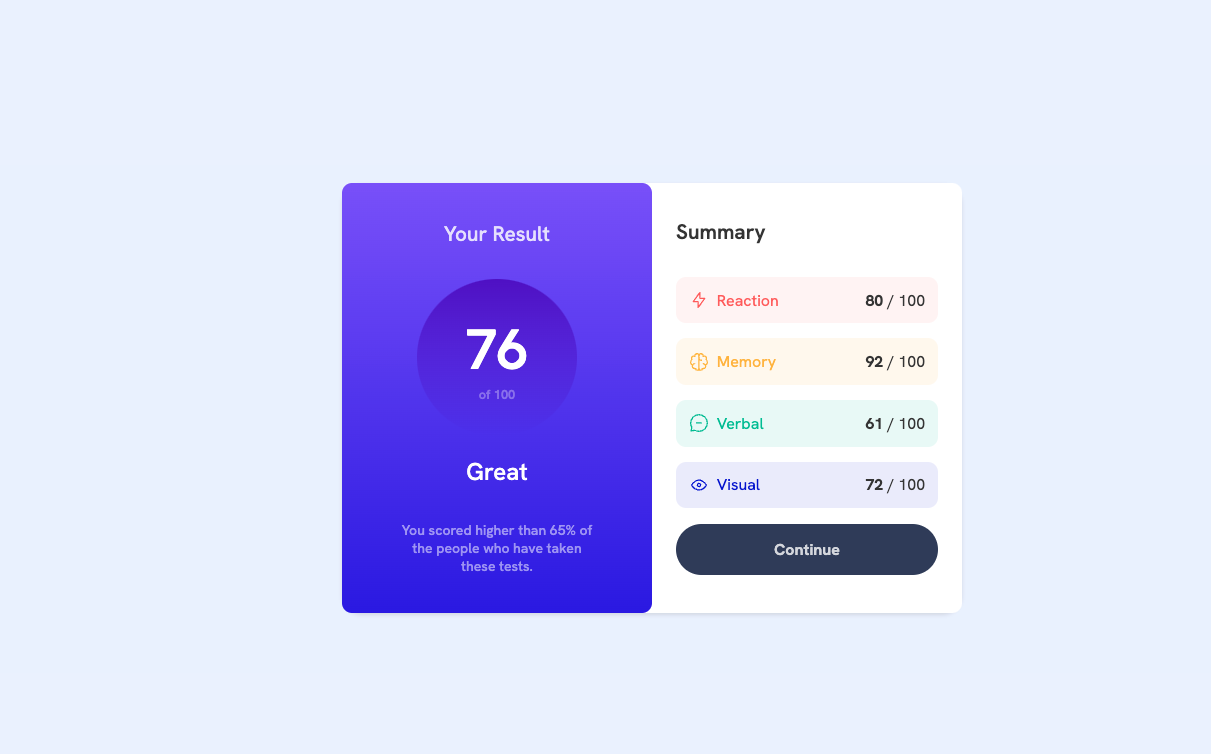 Your Result
76
of 100
Great
You scored higher than 65% of
the people who have taken
these tests.
Summary
Reaction 80 / 100
Memory 92 / 100
Verbal 61 / 100
Visual 72 / 100
Continue